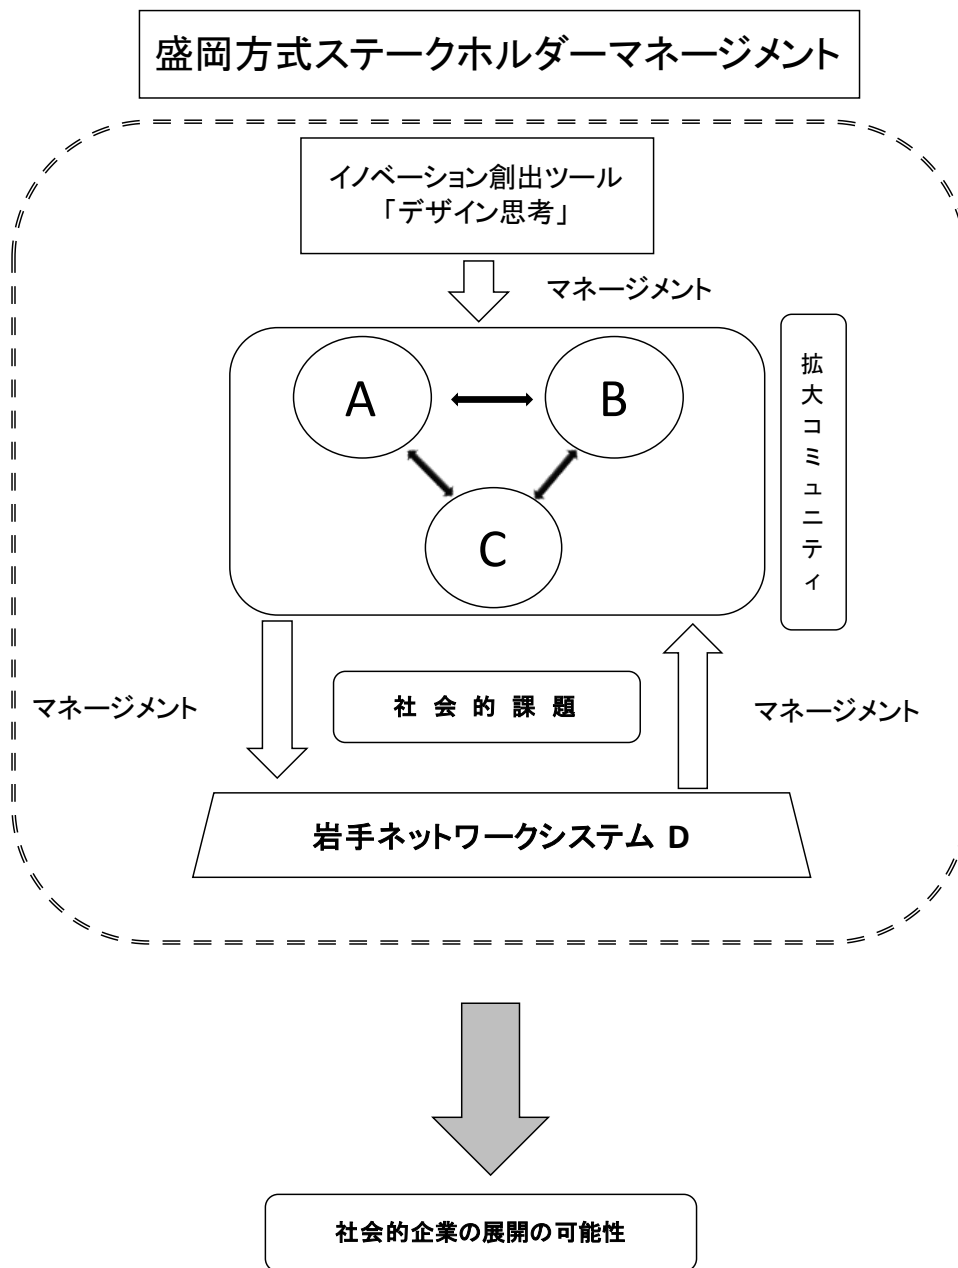 盛岡方式ステークホルダーマネージメント
イノベーション創出ツール
「デザイン思考」
マネージメント
A
B
C
拡大コミュニティ
マネージメント
社会的課題
マネージメント
岩手ネットワークシステム D
社会的企業の展開の可能性